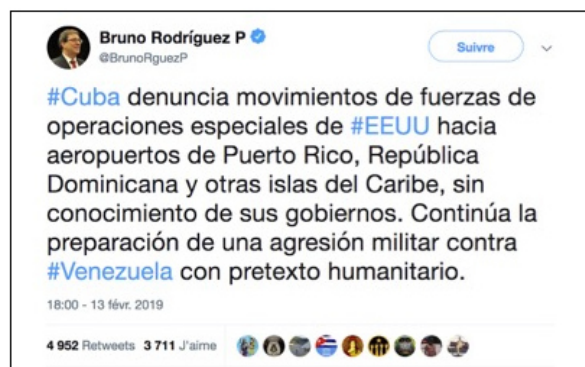 Bruno Rodríguez P
@BrunoRguezP
Suivre
#Cuba denuncia movimientos de fuerzas de
operaciones especiales de #EEUU hacia
aeropuertos de Puerto Rico, República
Dominicana y otras islas del Caribe, sin
conocimiento de sus gobiernos. Continúa la
preparación de una agresión militar contra
#Venezuela con pretexto humanitario.
18:00 - 13 févr. 2019
4 952 Retweets 3 711 J'aime